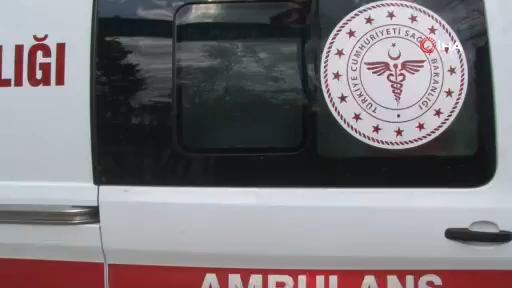 LIĞI
TÜRKİYE CUMHURİYETİ SAĞLIK BAKANLIĞI
İHA
AMBULANS